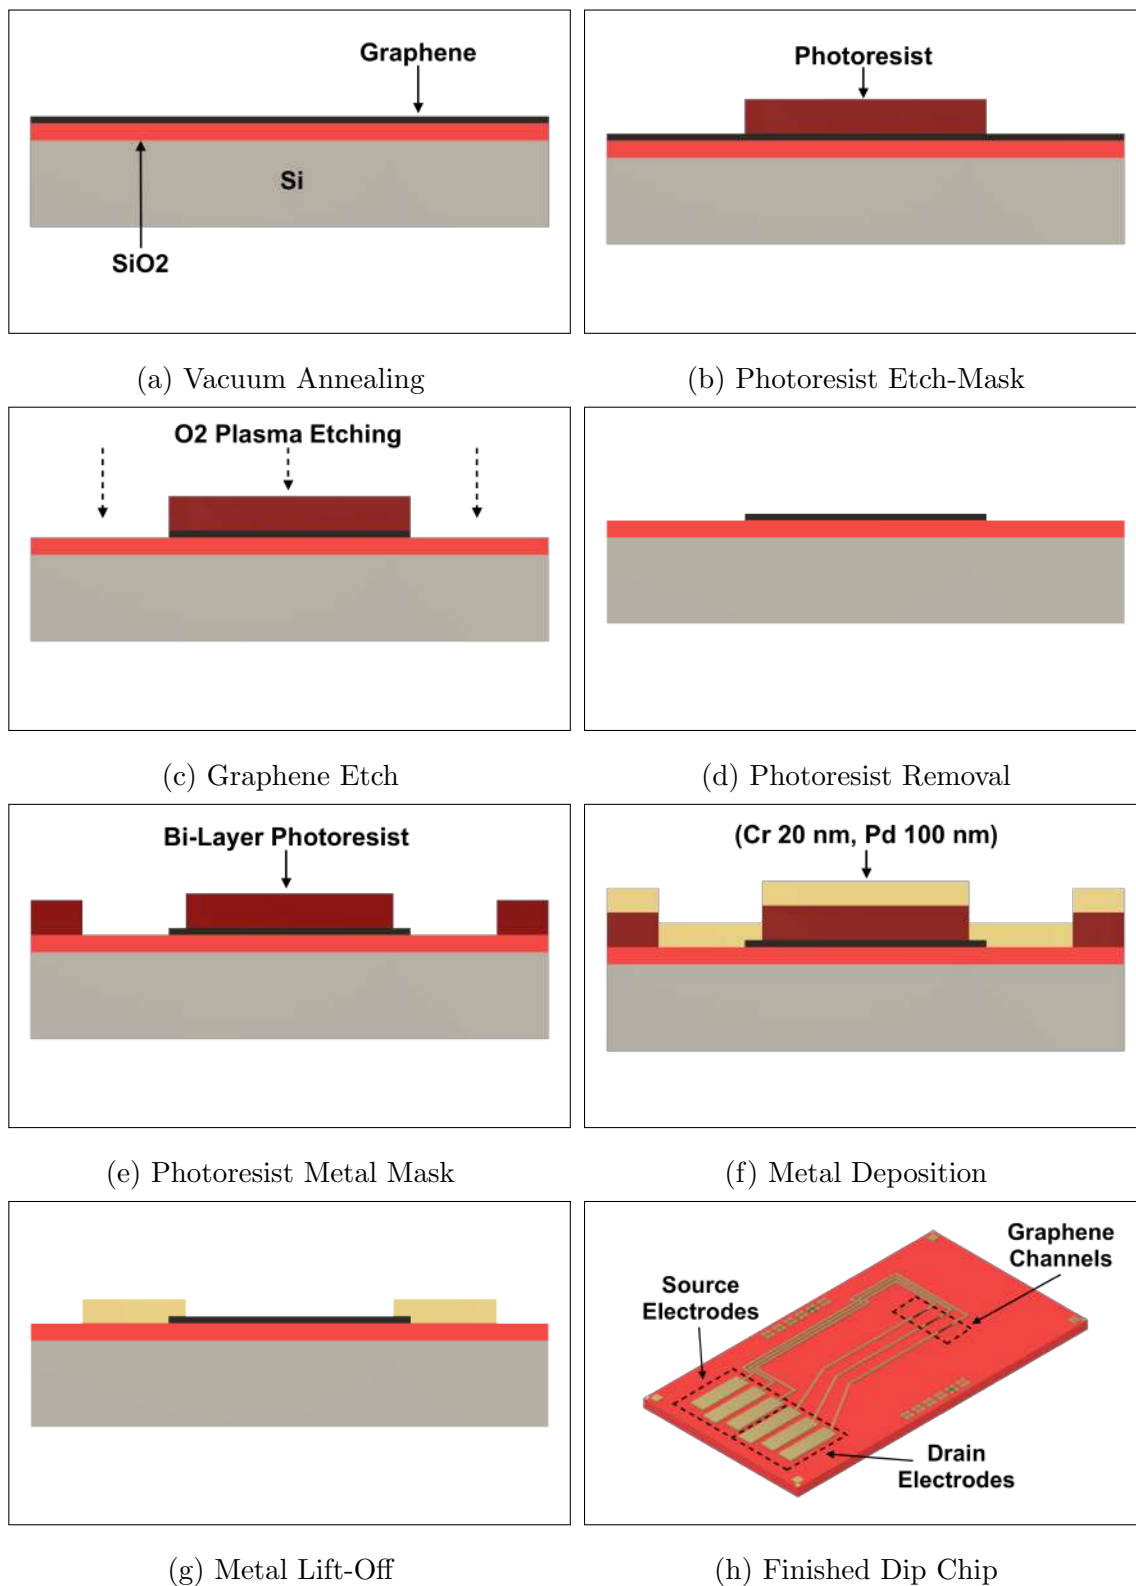 Graphene
Si
SiO2
(a) Vacuum Annealing
Photoresist
(b) Photoresist Etch-Mask
O2 Plasma Etching
(c) Graphene Etch
(d) Photoresist Removal
Bi-Layer Photoresist
(e) Photoresist Metal Mask
(Cr 20 nm, Pd 100 nm)
(f) Metal Deposition
(g) Metal Lift-Off
Graphene
Channels
Source
Electrodes
Drain
Electrodes
(h) Finished Dip Chip